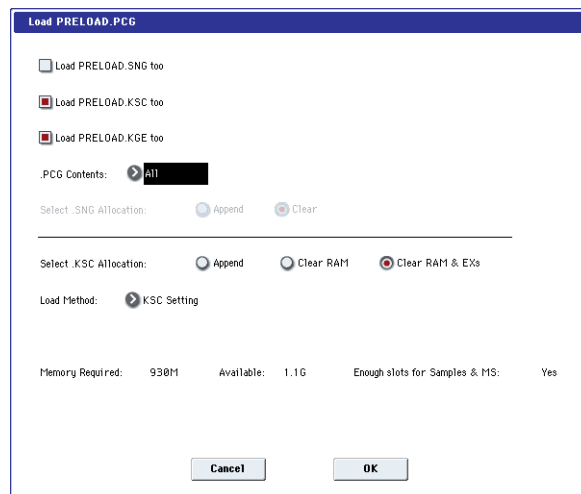 Load PRELOAD.PCG
Load PRELOAD.SNG too
Load PRELOAD.KSC too
Load PRELOAD.KGE too
.PCG Contents: All
Select .SNG Allocation: Append Clear
Select .KSC Allocation: Append Clear RAM Clear RAM & EXs
Load Method: KSC Setting
Memory Required: 930M Available: 1.1G Enough slots for Samples & MS: Yes
Cancel OK